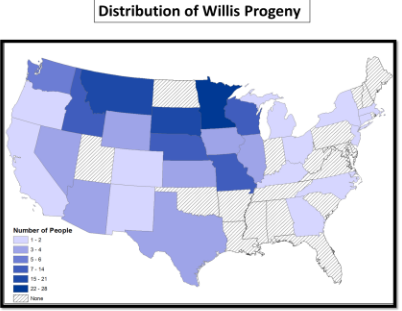 Distribution of Willis Progeny
Number of People
1 - 2
3 - 4
5 - 6
7 - 14
15 - 21
22 - 28
None